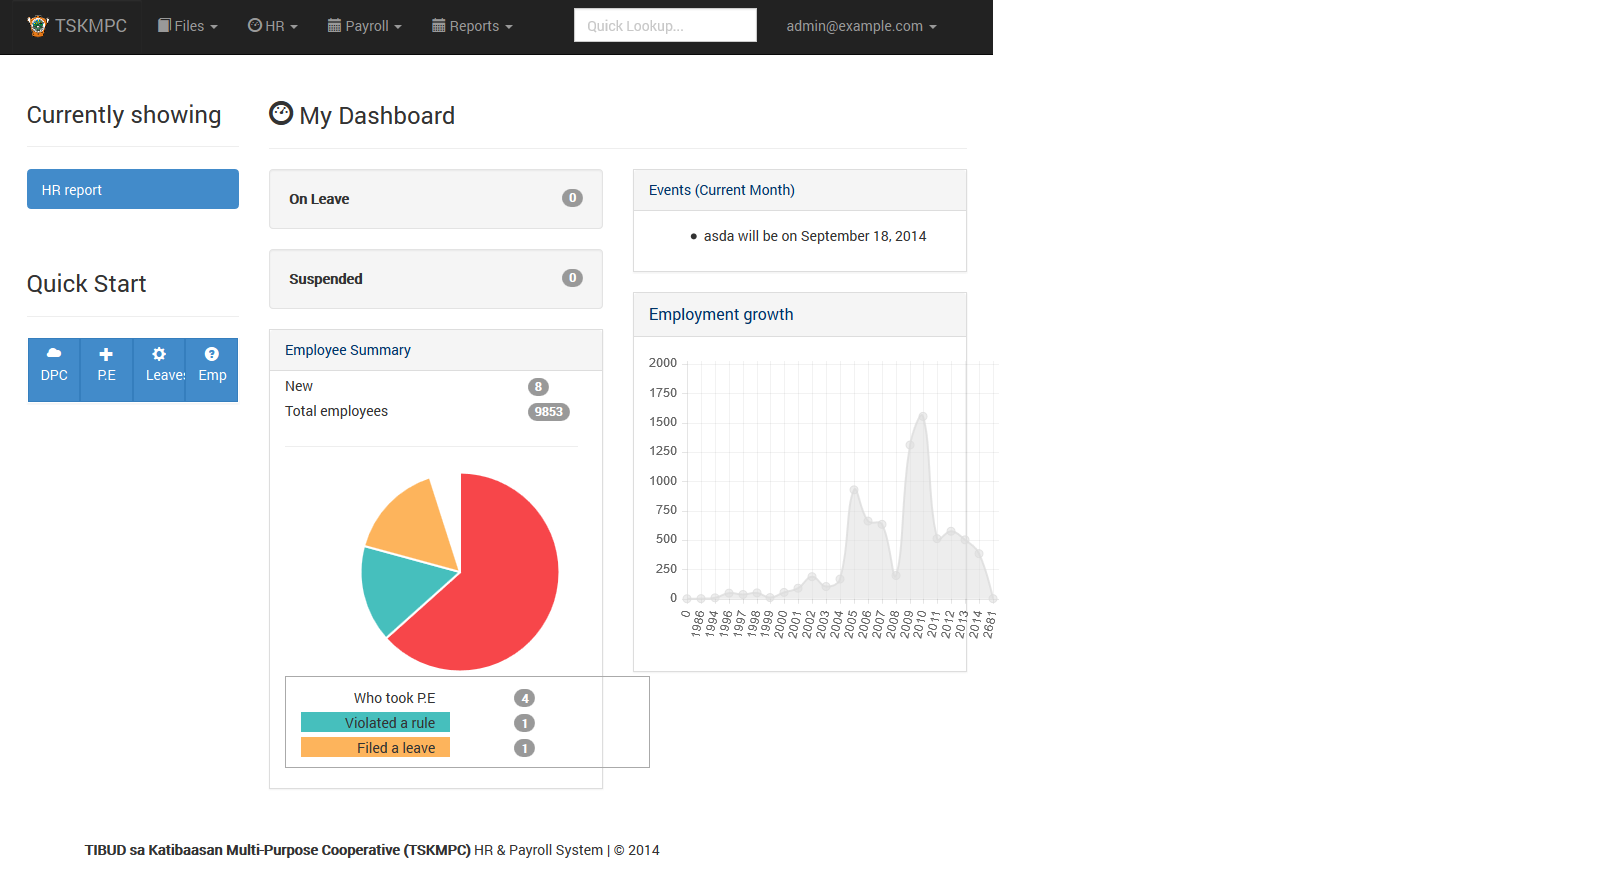 TSKMPC Files HR Payroll Reports Quick Lookup... admin@example.com
Currently showing
HR report
Quick Start
DPC P.E Leaves Emp
My Dashboard
On Leave 0
Suspended 0
Employee Summary
New 8
Total employees 9853
Who took P.E 4
Violated a rule 1
Filed a leave 1
Events (Current Month)
• asda will be on September 18, 2014
Employment growth
2000
1750
1500
1250
1000
750
500
250
0
0 1986 1994 1996 1997 1998 1999 2000 2001 2002 2003 2004 2005 2006 2007 2008 2009 2010 2011 2012 2013 2014 2681
TIBUD sa Katibaasan Multi-Purpose Cooperative (TSKMPC) HR & Payroll System | © 2014